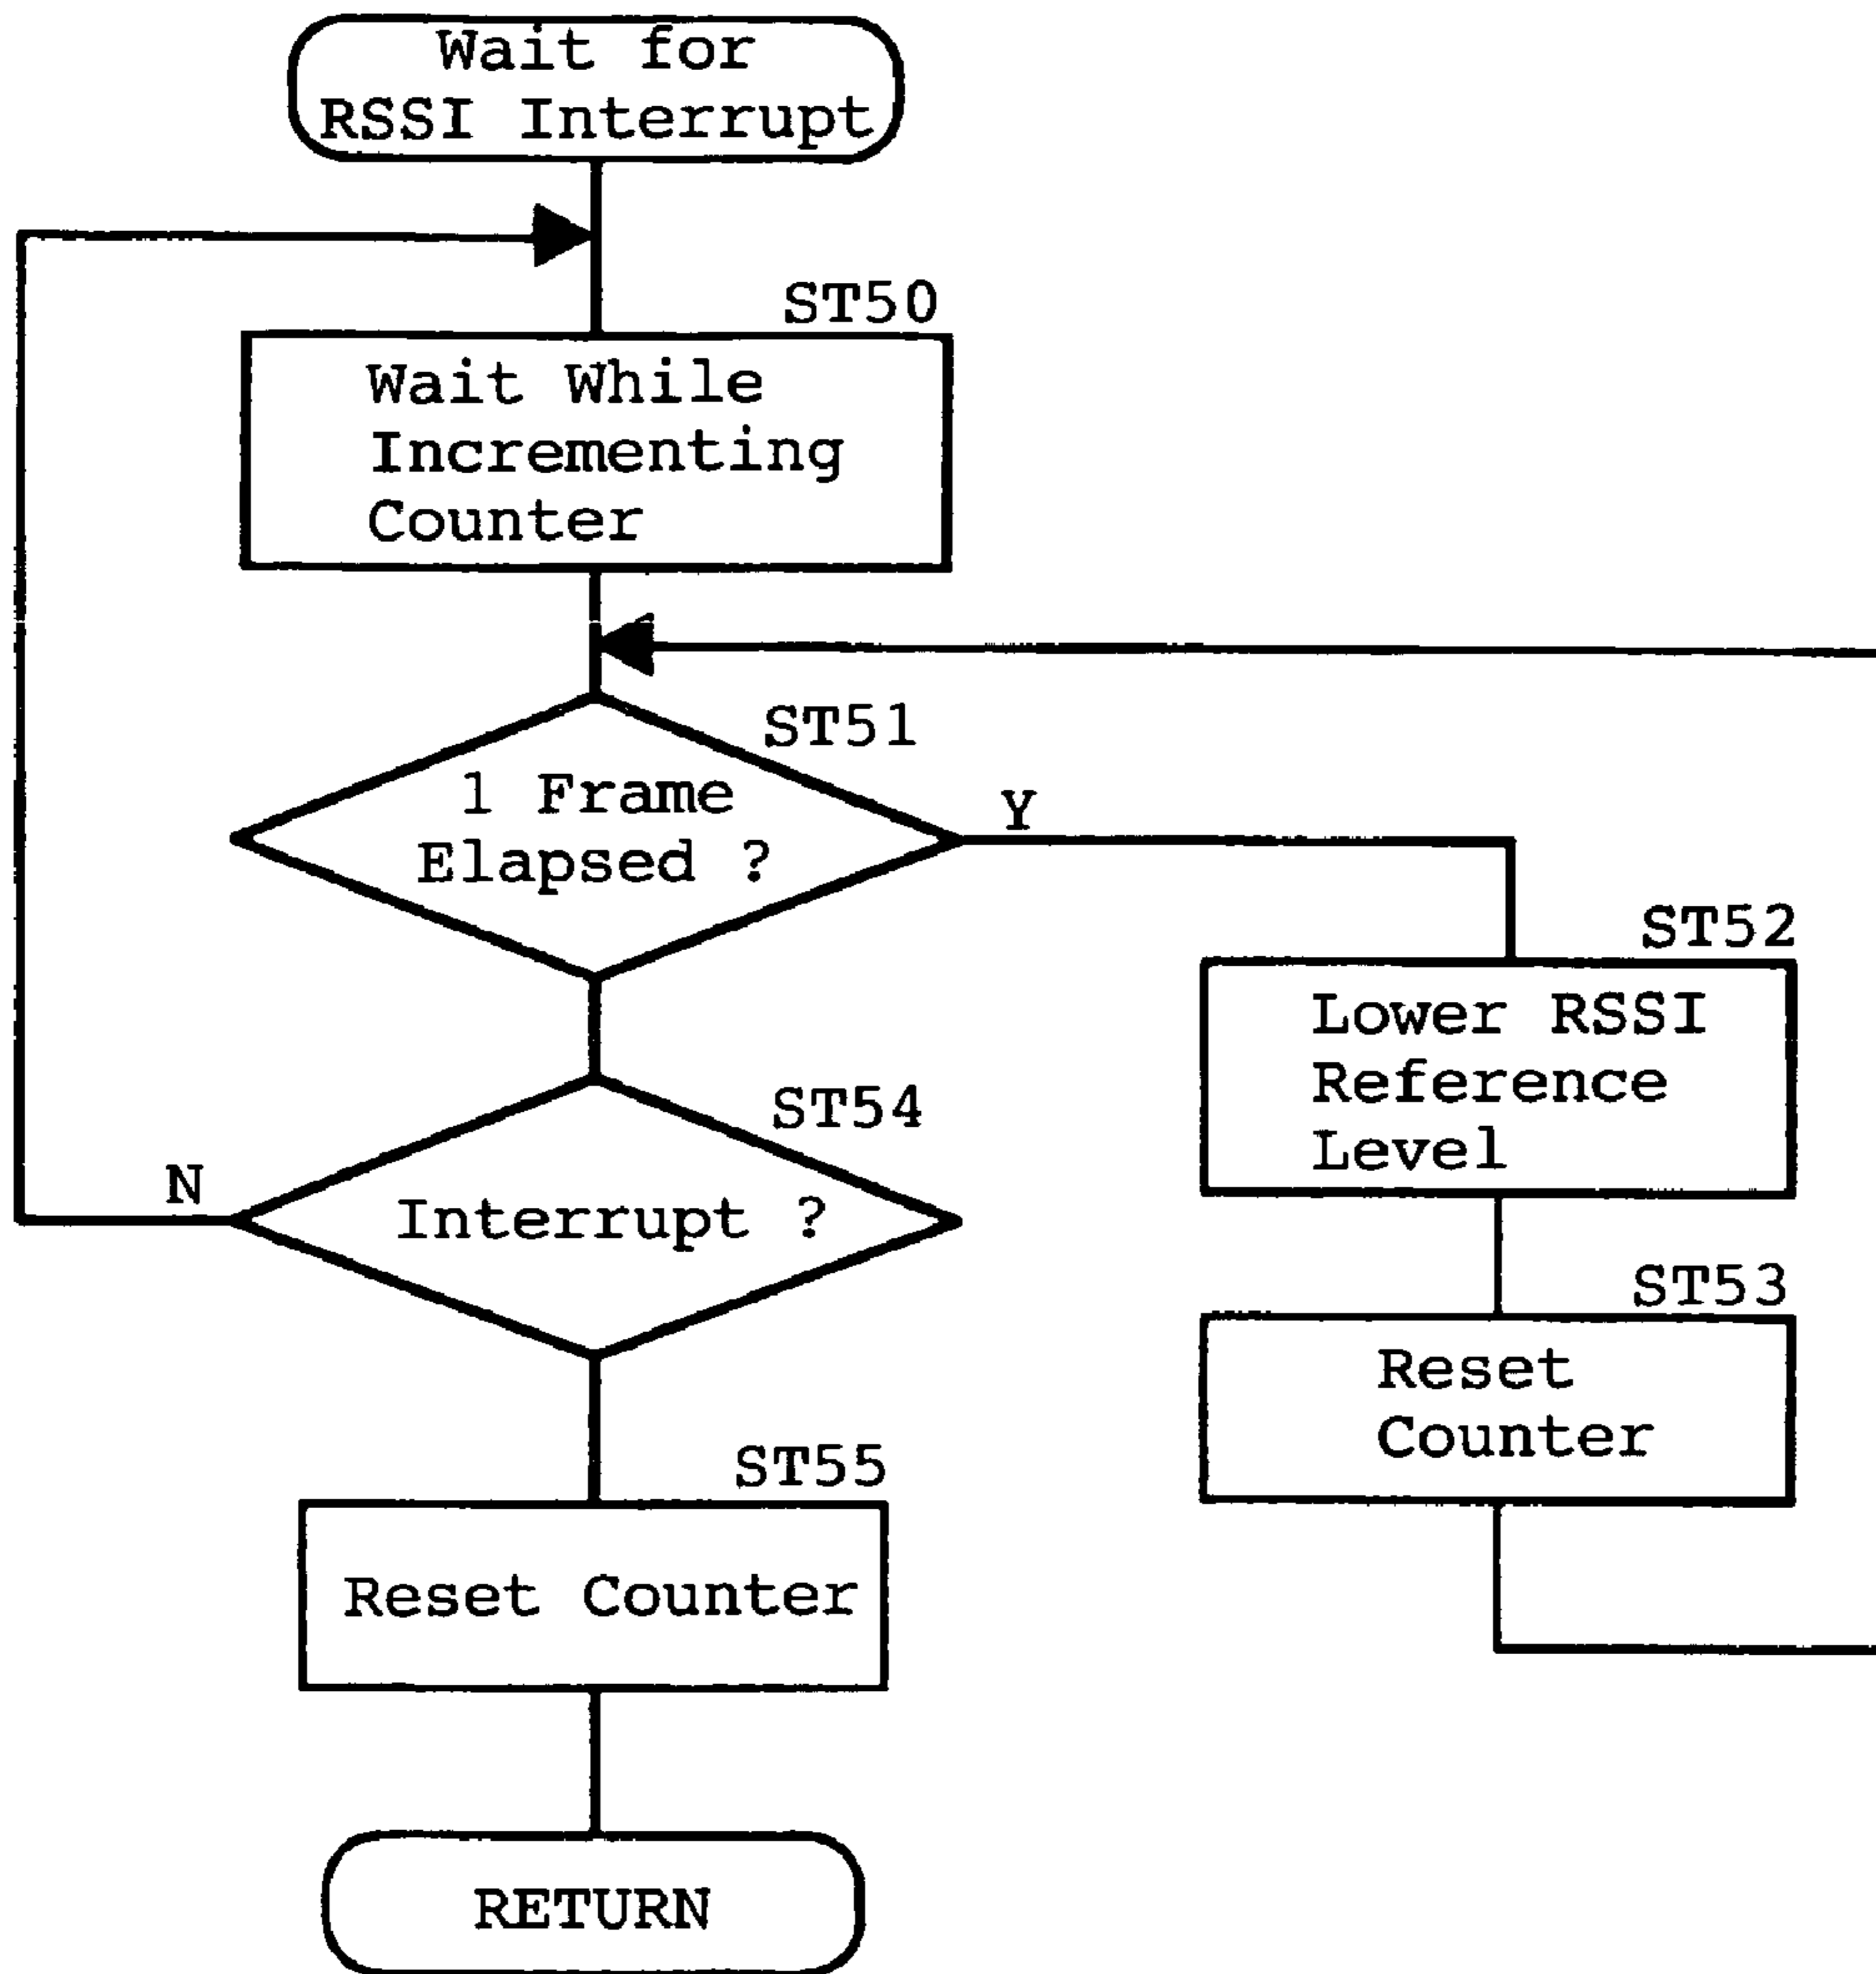 Wait for
RSSI Interrupt
ST50
Wait While
Incrementing
Counter
ST51
1 Frame
Elapsed ?
Y
ST52
Lower RSSI
Reference
Level
ST54
N
Interrupt ?
ST53
Reset
Counter
ST55
Reset Counter
RETURN